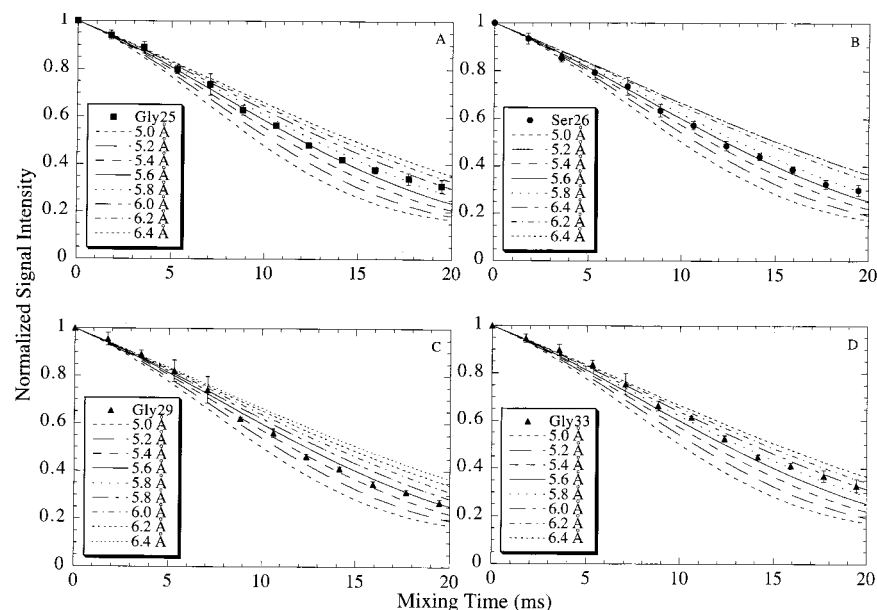 Normalized Signal Intensity
1
0.8
0.6
0.4
0.2
0
A
Gly25
5.0 Å
5.2 Å
5.4 Å
5.6 Å
5.8 Å
6.0 Å
6.2 Å
6.4 Å
0 5 10 15 20
1
0.8
0.6
0.4
0.2
0
B
Ser26
5.0 Å
5.2 Å
5.4 Å
5.6 Å
5.8 Å
6.4 Å
6.2 Å
6.4 Å
0 5 10 15 20
1
0.8
0.6
0.4
0.2
0
C
Gly29
5.0 Å
5.2 Å
5.4 Å
5.6 Å
5.8 Å
5.8 Å
6.0 Å
6.2 Å
6.4 Å
0 5 10 15 20
1
0.8
0.6
0.4
0.2
0
D
Gly33
5.0 Å
5.2 Å
5.4 Å
5.6 Å
5.8 Å
6.0 Å
6.2 Å
6.4 Å
0 5 10 15 20
Mixing Time (ms)